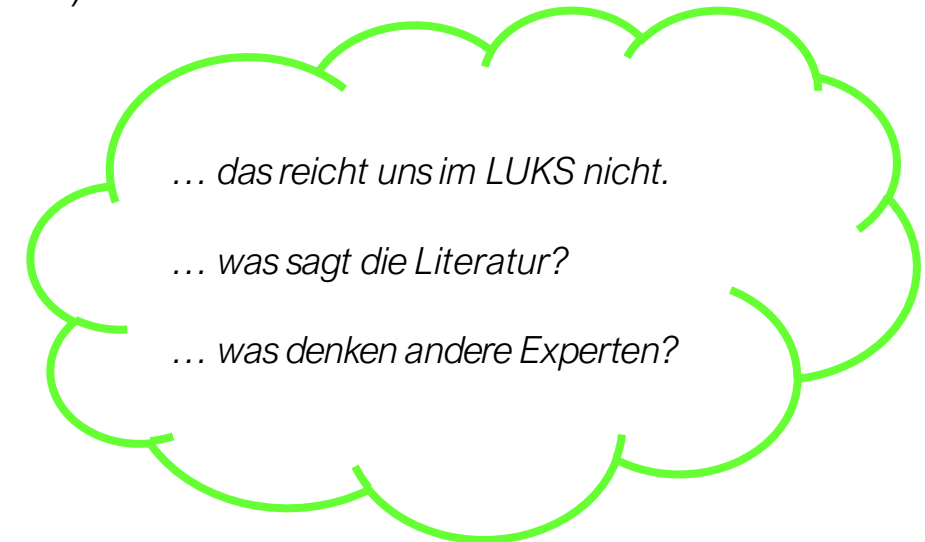 … das reicht uns im LUKS nicht.
… was sagt die Literatur?
… was denken andere Experten?